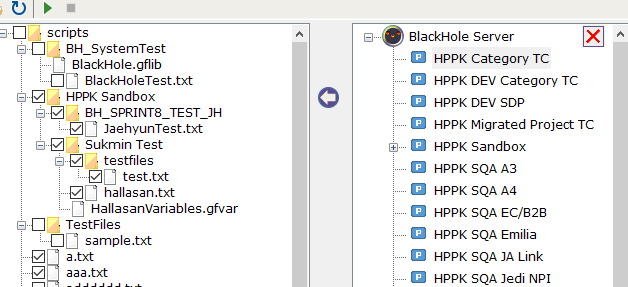 scripts
BH_SystemTest
BlackHole.gflib
BlackHoleTest.txt
HPPK Sandbox
BH_SPRINT8_TEST_JH
JaehyunTest.txt
Sukmin Test
testfiles
test.txt
hallasan.txt
HallasanVariables.gfvar
TestFiles
sample.txt
a.txt
aaa.txt
BlackHole Server
HPPK Category TC
HPPK DEV Category TC
HPPK DEV SDP
HPPK Migrated Project TC
HPPK Sandbox
HPPK SQA A3
HPPK SQA A4
HPPK SQA EC/B2B
HPPK SQA Emilia
HPPK SQA JA Link
HPPK SQA Jedi NPI